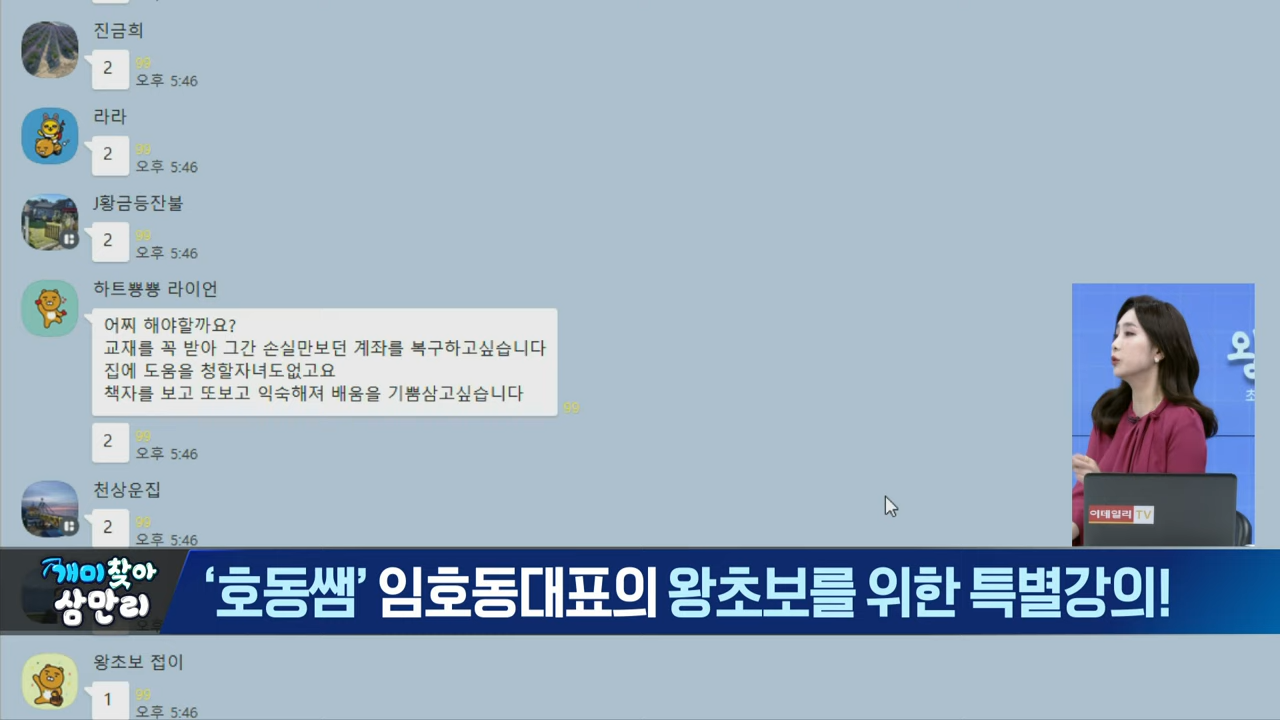 진금희
2
99
오후 5:46
라라
2
99
오후 5:46
J황금등잔불
2
99
오후 5:46
하트뿅뿅 라이언
어찌 해야할까요?
교재를 꼭 받아 그간 손실만보던 계좌를 복구하고싶습니다
집에 도움을 청할자녀도없고요
책자를 보고 또보고 익숙해져 배움을 기쁨삼고싶습니다
99
2
99
오후 5:46
천상운집
2
99
오후 5:46
이데일리TV
개미찾아
삼만리
‘호동쌤’ 임호동대표의 왕초보를 위한 특별강의!
왕초보 접이
1
99
오후 5:46